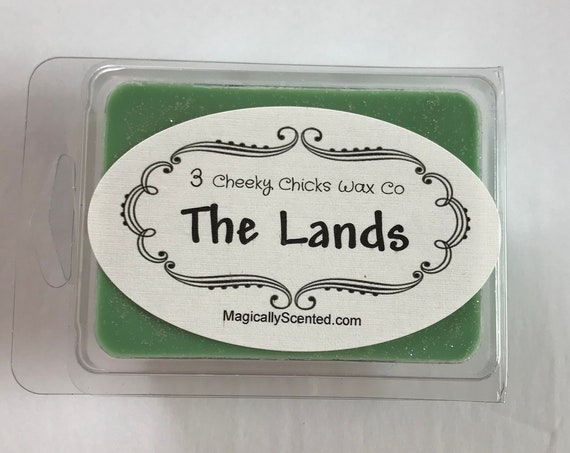 3 Cheeky Chicks Wax Co
The Lands
MagicallyScented.com